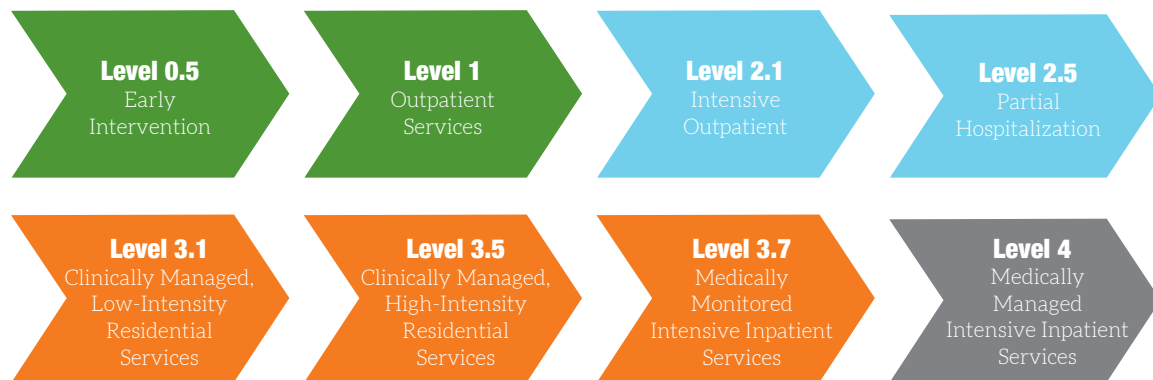 Level 0.5
Early
Intervention
Level 1
Outpatient
Services
Level 2.1
Intensive
Outpatient
Level 2.5
Partial
Hospitalization
Level 3.1
Clinically Managed,
Low-Intensity
Residential
Services
Level 3.5
Clinically Managed,
High-Intensity
Residential
Services
Level 3.7
Medically
Monitored
Intensive Inpatient
Services
Level 4
Medically
Managed
Intensive Inpatient
Services